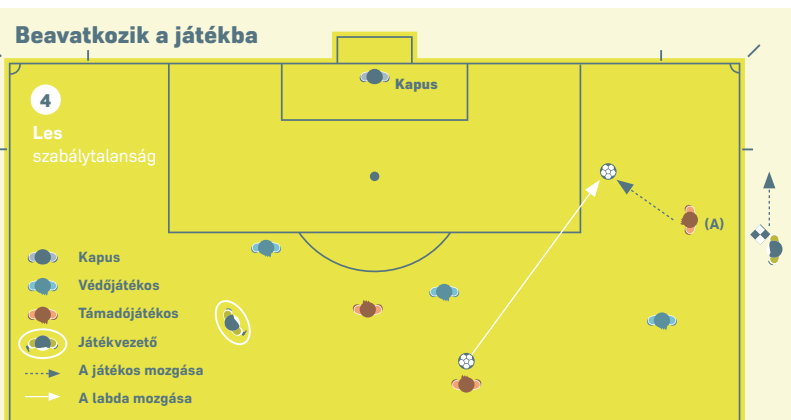 Beavatkozik a játékba
Kapus
4
Les
szabálytalanság
(A)
Kapus
Védőjátékos
Támadójátékos
Játékvezető
A játékos mozgása
A labda mozgása